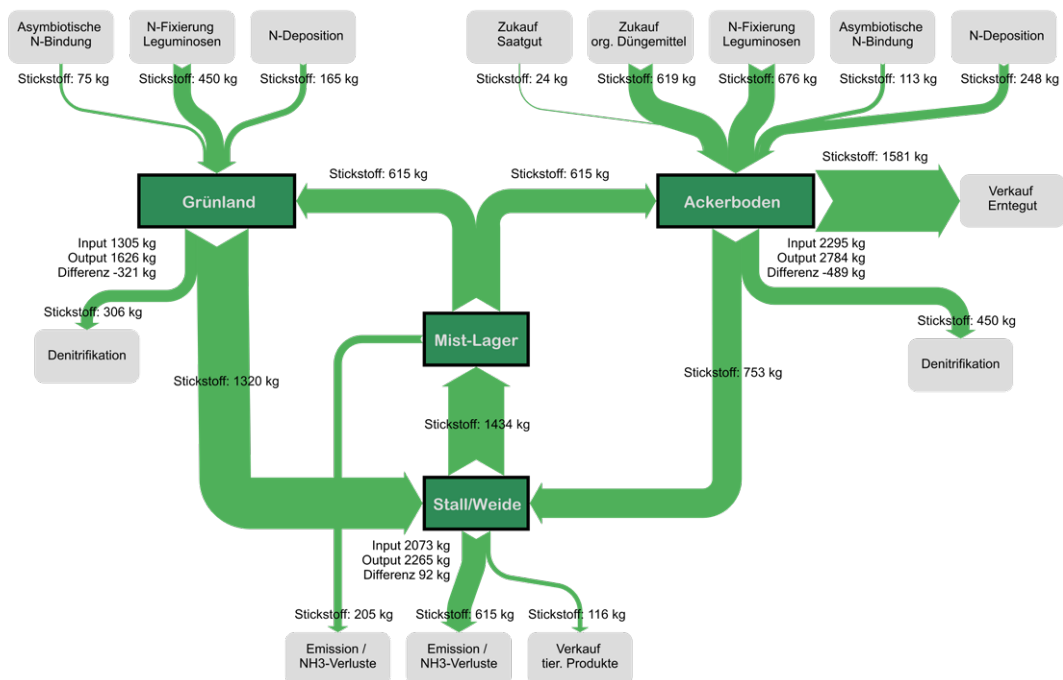 Asymbiotische
N-Bindung
N-Fixierung
Leguminosen
N-Deposition
Zukauf
Saatgut
Zukauf
org. Düngemittel
N-Fixierung
Leguminosen
Asymbiotische
N-Bindung
N-Deposition
Stickstoff: 75 kg
Stickstoff: 450 kg
Stickstoff: 165 kg
Stickstoff: 24 kg
Stickstoff: 619 kg
Stickstoff: 676 kg
Stickstoff: 113 kg
Stickstoff: 248 kg
Stickstoff: 615 kg
Stickstoff: 615 kg
Stickstoff: 1581 kg
Grünland
Ackerboden
Verkauf
Erntegut
Input 1305 kg
Output 1626 kg
Differenz -321 kg
Input 2295 kg
Output 2784 kg
Differenz -489 kg
Stickstoff: 306 kg
Stickstoff: 450 kg
Denitrifikation
Mist-Lager
Denitrifikation
Stickstoff: 1320 kg
Stickstoff: 753 kg
Stickstoff: 1434 kg
Stall/Weide
Input 2073 kg
Output 2265 kg
Differenz 92 kg
Stickstoff: 205 kg
Stickstoff: 615 kg
Stickstoff: 116 kg
Emission /
NH3-Verluste
Emission /
NH3-Verluste
Verkauf
tier. Produkte